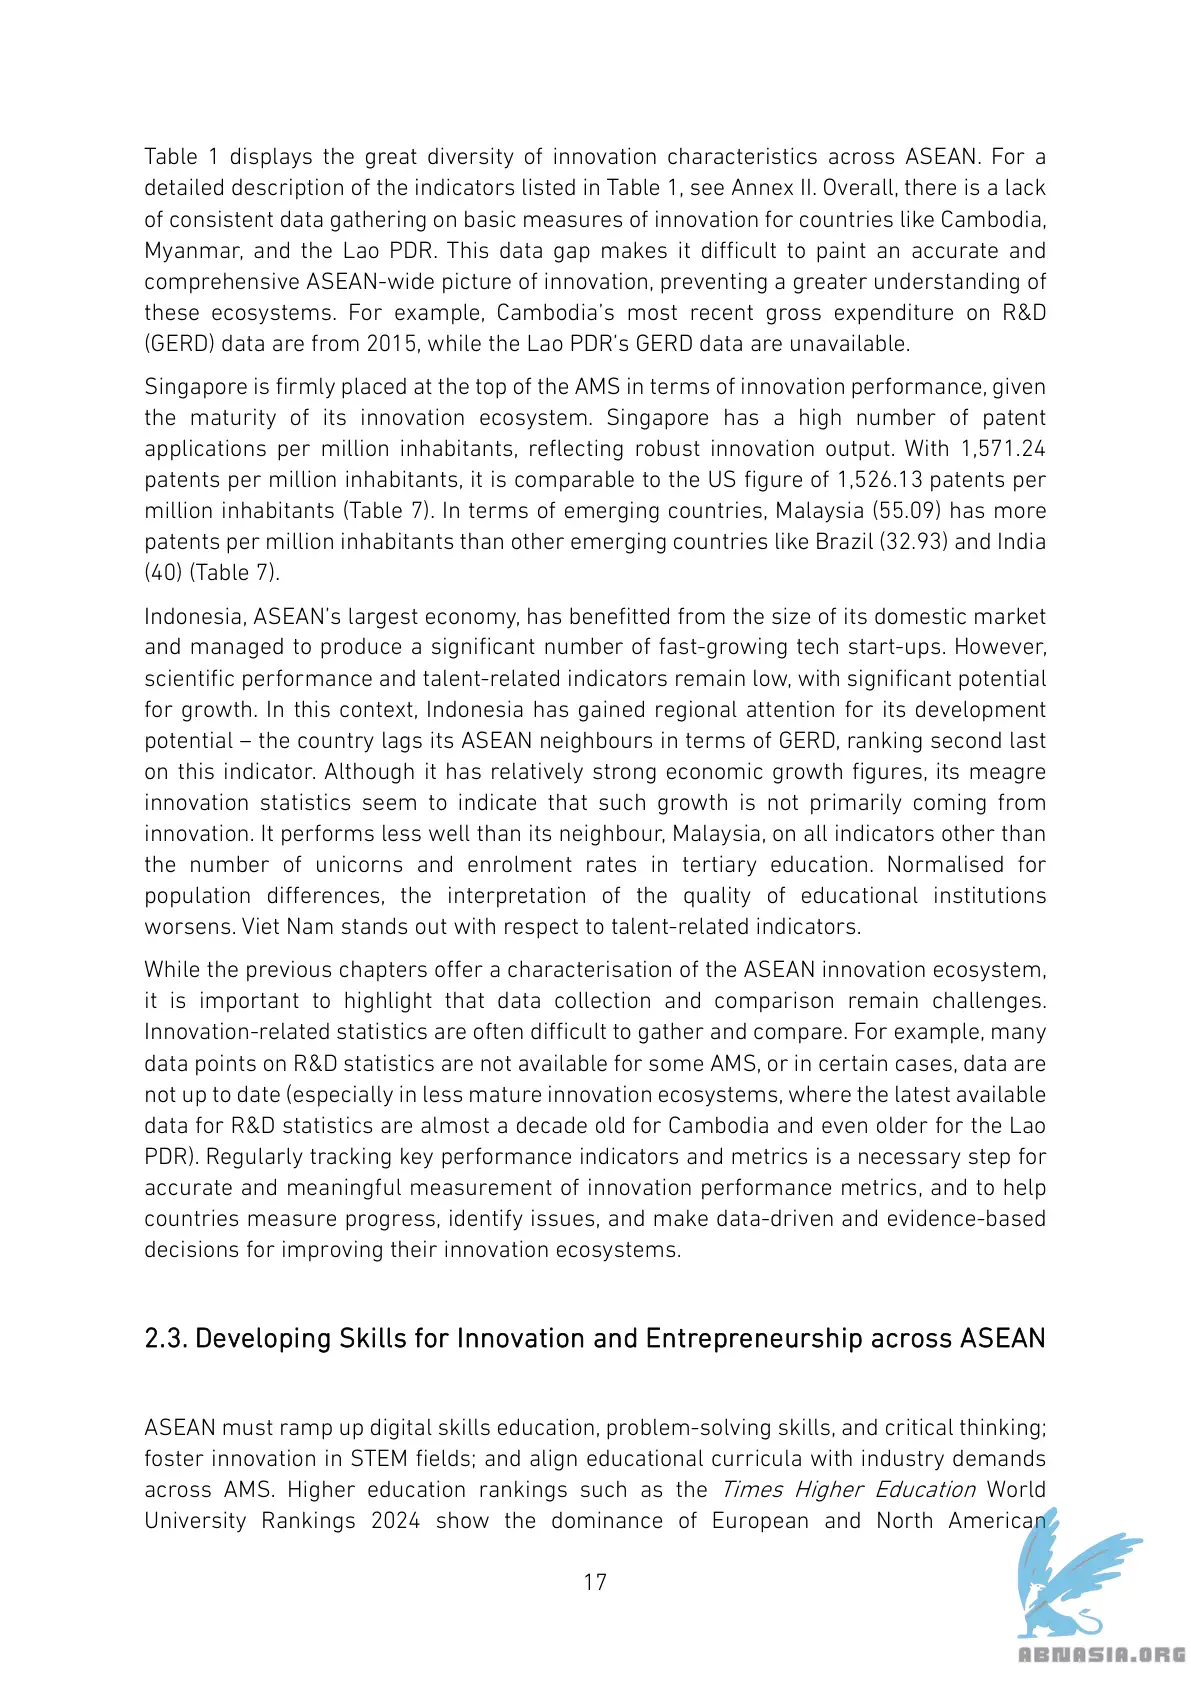 Table 1 displays the great diversity of innovation characteristics across ASEAN. For a
detailed description of the indicators listed in Table 1, see Annex II. Overall, there is a lack
of consistent data gathering on basic measures of innovation for countries like Cambodia,
Myanmar, and the Lao PDR. This data gap makes it difficult to paint an accurate and
comprehensive ASEAN-wide picture of innovation, preventing a greater understanding of
these ecosystems. For example, Cambodia’s most recent gross expenditure on R&D
(GERD) data are from 2015, while the Lao PDR’s GERD data are unavailable.
Singapore is firmly placed at the top of the AMS in terms of innovation performance, given
the maturity of its innovation ecosystem. Singapore has a high number of patent
applications per million inhabitants, reflecting robust innovation output. With 1,571.24
patents per million inhabitants, it is comparable to the US figure of 1,526.13 patents per
million inhabitants (Table 7). In terms of emerging countries, Malaysia (55.09) has more
patents per million inhabitants than other emerging countries like Brazil (32.93) and India
(40) (Table 7).
Indonesia, ASEAN’s largest economy, has benefitted from the size of its domestic market
and managed to produce a significant number of fast-growing tech start-ups. However,
scientific performance and talent-related indicators remain low, with significant potential
for growth. In this context, Indonesia has gained regional attention for its development
potential – the country lags its ASEAN neighbours in terms of GERD, ranking second last
on this indicator. Although it has relatively strong economic growth figures, its meagre
innovation statistics seem to indicate that such growth is not primarily coming from
innovation. It performs less well than its neighbour, Malaysia, on all indicators other than
the number of unicorns and enrolment rates in tertiary education. Normalised for
population differences, the interpretation of the quality of educational institutions
worsens. Viet Nam stands out with respect to talent-related indicators.
While the previous chapters offer a characterisation of the ASEAN innovation ecosystem,
it is important to highlight that data collection and comparison remain challenges.
Innovation-related statistics are often difficult to gather and compare. For example, many
data points on R&D statistics are not available for some AMS, or in certain cases, data are
not up to date (especially in less mature innovation ecosystems, where the latest available
data for R&D statistics are almost a decade old for Cambodia and even older for the Lao
PDR). Regularly tracking key performance indicators and metrics is a necessary step for
accurate and meaningful measurement of innovation performance metrics, and to help
countries measure progress, identify issues, and make data-driven and evidence-based
decisions for improving their innovation ecosystems.
2.3. Developing Skills for Innovation and Entrepreneurship across ASEAN
ASEAN must ramp up digital skills education, problem-solving skills, and critical thinking;
foster innovation in STEM fields; and align educational curricula with industry demands
across AMS. Higher education rankings such as the Times Higher Education World
University Rankings 2024 show the dominance of European and North American
17
ABNASIA.ORG